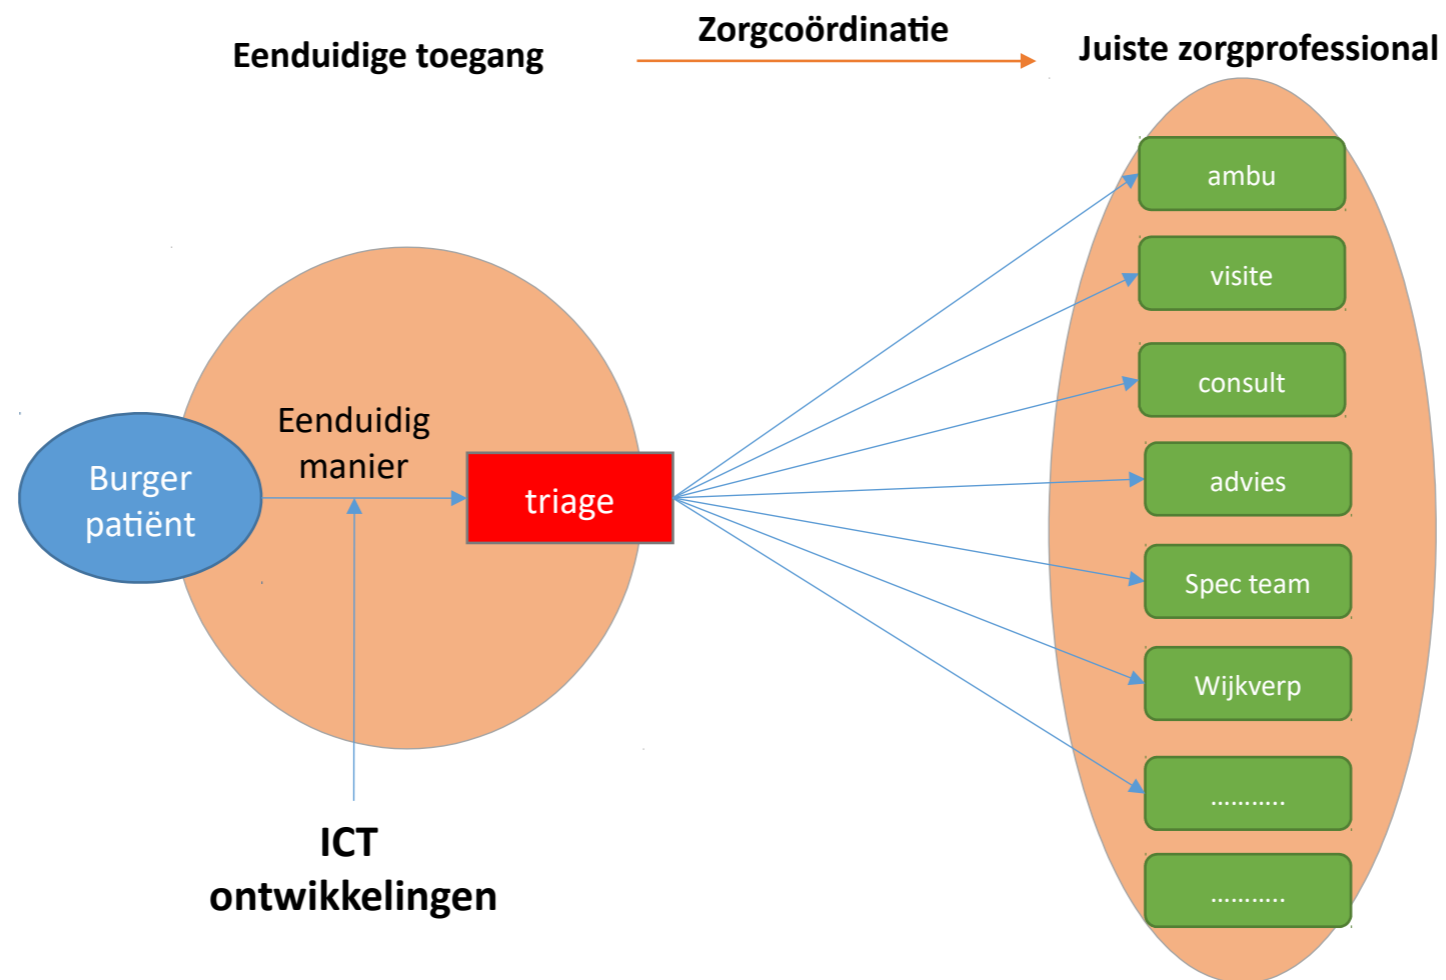 Eenduidige toegang
Zorgcoördinatie
Juiste zorgprofessional
Burger
patiënt
Eenduidig
manier
triage
ICT
ontwikkelingen
ambu
visite
consult
advies
Spec team
Wijkverp
...........
...........